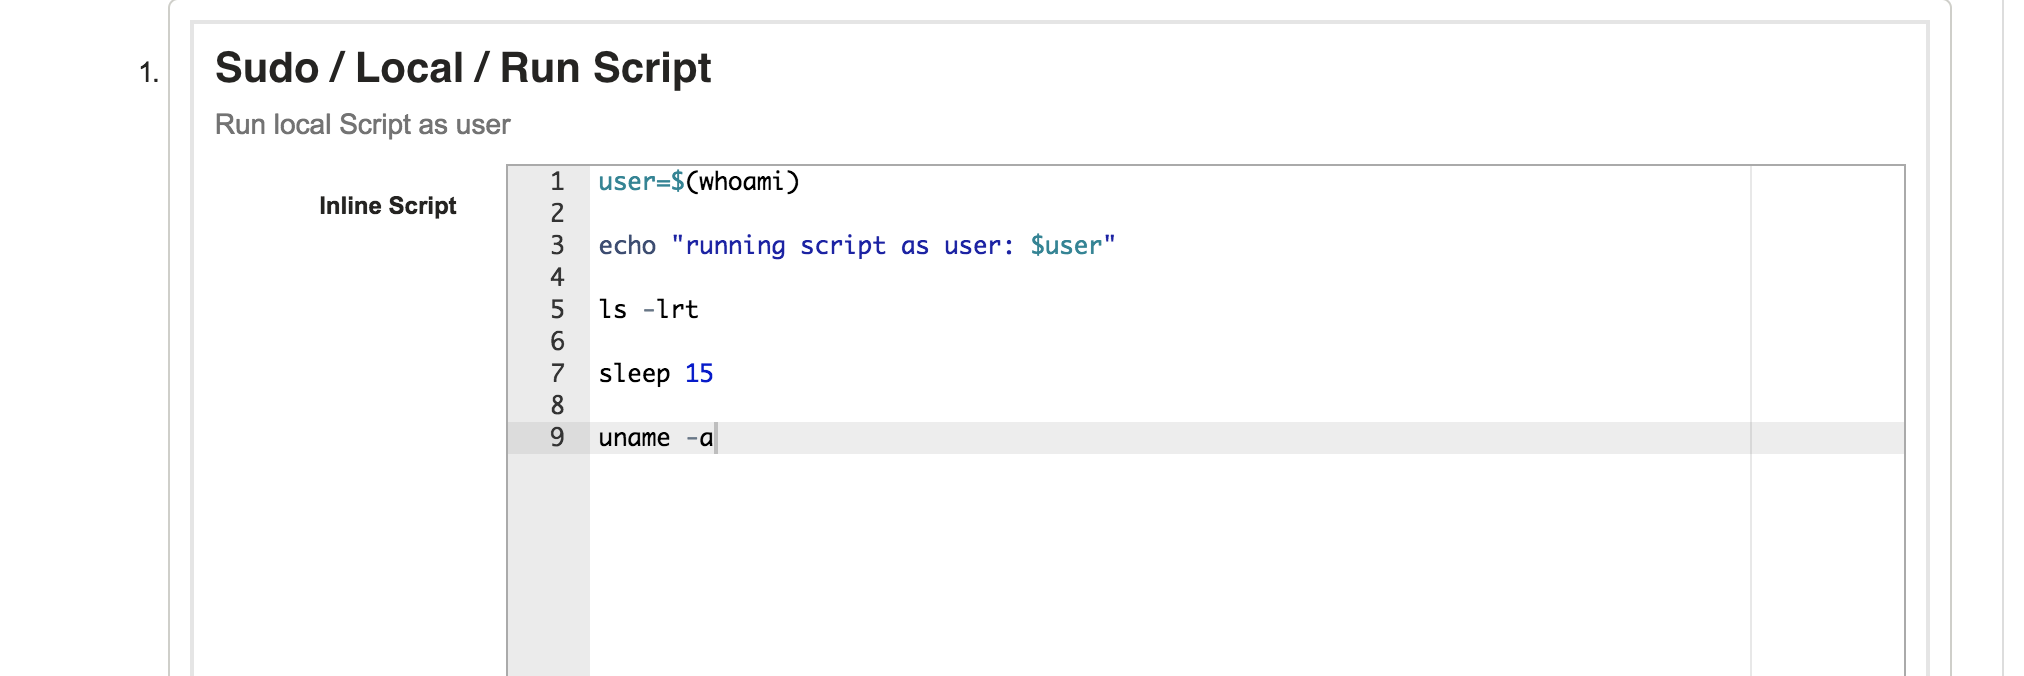 1.
Sudo / Local / Run Script
Run local Script as user
Inline Script
1 user=$(whoami)
2
3 echo "running script as user: $user"
4
5 ls -lrt
6
7 sleep 15
8
9 uname -a